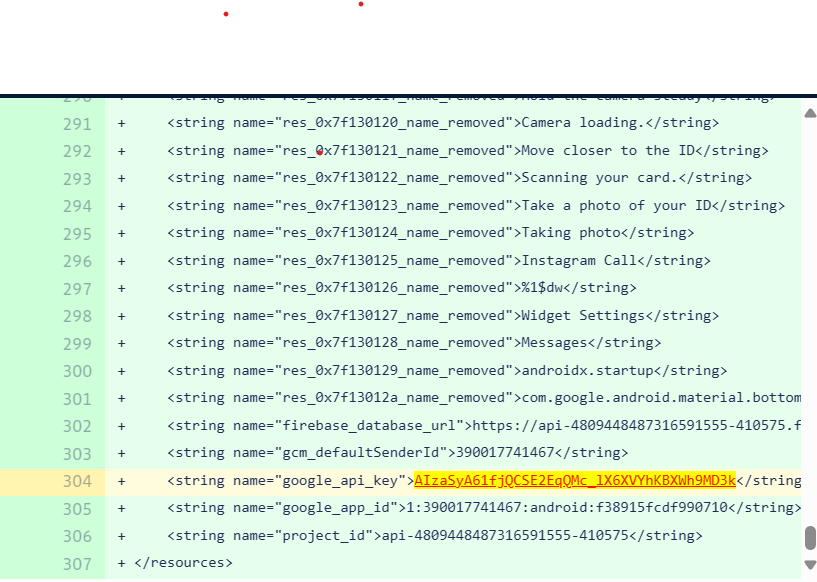 290 + <string name="res_0x7f130117_name_removed">Hold the camera steady</string>
291 + <string name="res_0x7f130120_name_removed">Camera loading.</string>
292 + <string name="res_0x7f130121_name_removed">Move closer to the ID</string>
293 + <string name="res_0x7f130122_name_removed">Scanning your card.</string>
294 + <string name="res_0x7f130123_name_removed">Take a photo of your ID</string>
295 + <string name="res_0x7f130124_name_removed">Taking photo</string>
296 + <string name="res_0x7f130125_name_removed">Instagram Call</string>
297 + <string name="res_0x7f130126_name_removed">%1$dw</string>
298 + <string name="res_0x7f130127_name_removed">Widget Settings</string>
299 + <string name="res_0x7f130128_name_removed">Messages</string>
300 + <string name="res_0x7f130129_name_removed">androidx.startup</string>
301 + <string name="res_0x7f13012a_name_removed">com.google.android.material.bottom
302 + <string name="firebase_database_url">https://api-4809448487316591555-410575.f
303 + <string name="gcm_defaultSenderId">390017741467</string>
304 + <string name="google_api_key">AIzaSyA61fjQCSE2EqQMc_lX6XVYhKBXWh9MD3k</string
305 + <string name="google_app_id">1:390017741467:android:f38915fcdf990710</string>
306 + <string name="project_id">api-4809448487316591555-410575</string>
307 + </resources>